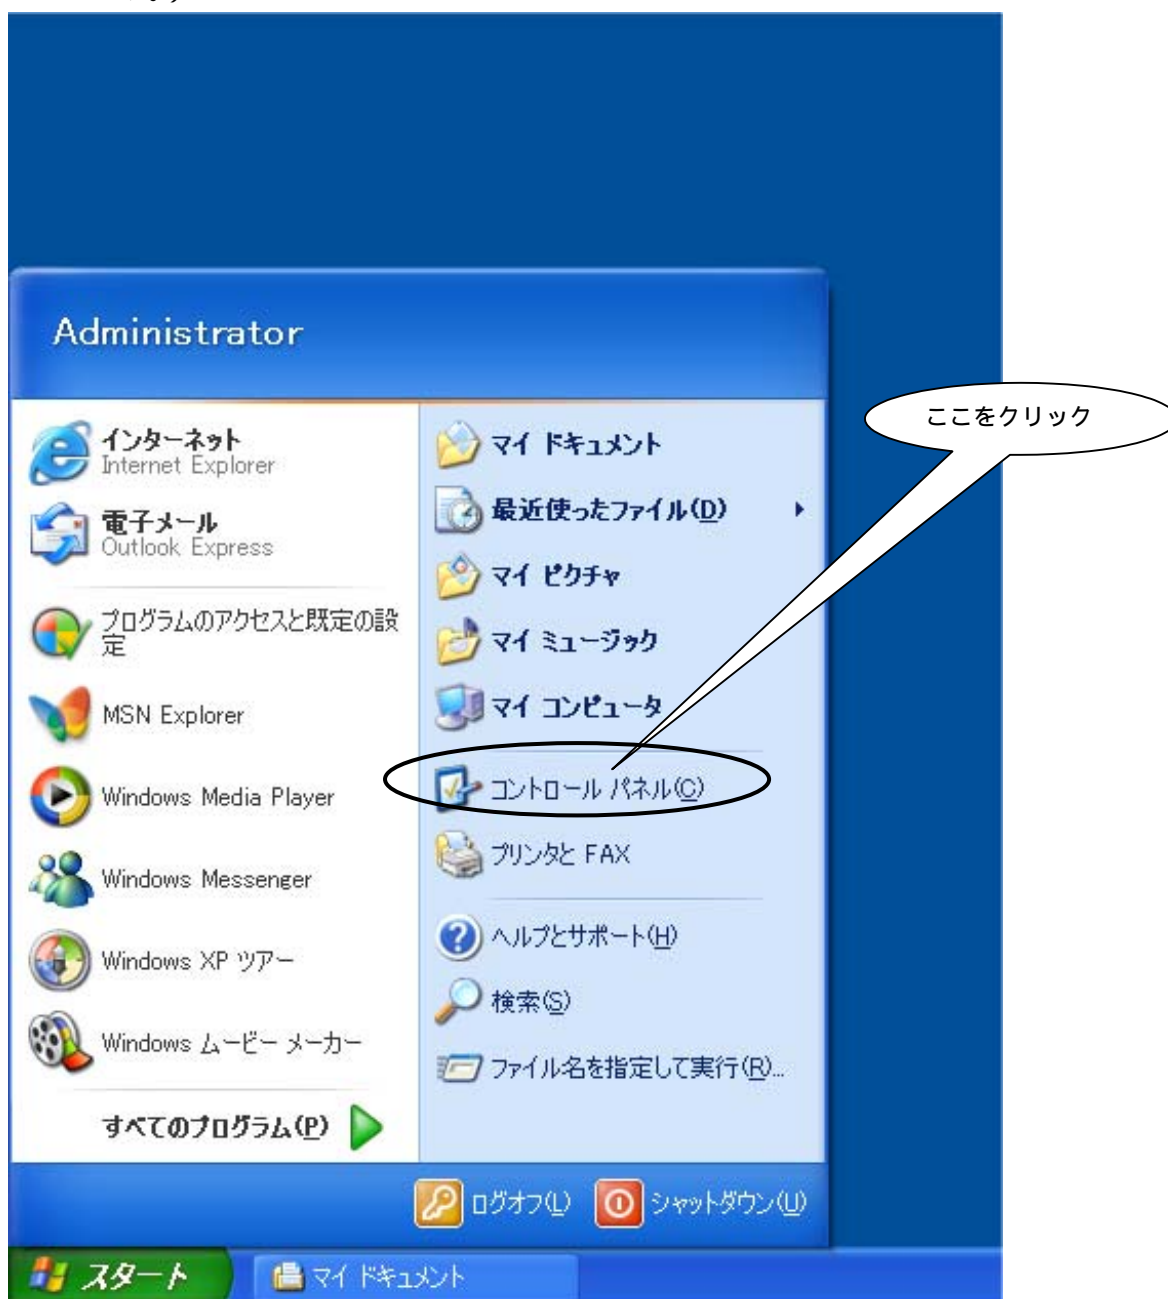 Administrator
インターネット
Internet Explorer
電子メール
Outlook Express
プログラムのアクセスと既定の設
定
MSN Explorer
Windows Media Player
Windows Messenger
Windows XP ツアー
Windows ムービー メーカー
すべてのプログラム(P)
マイ ドキュメント
最近使ったファイル(D)
マイ ピクチャ
マイ ミュージック
マイ コンピュータ
コントロール パネル(C)
プリンタと FAX
ヘルプとサポート(H)
検索(S)
ファイル名を指定して実行(R)...
ここをクリック
ログオフ(L)
シャットダウン(U)
スタート
マイ ドキュメント